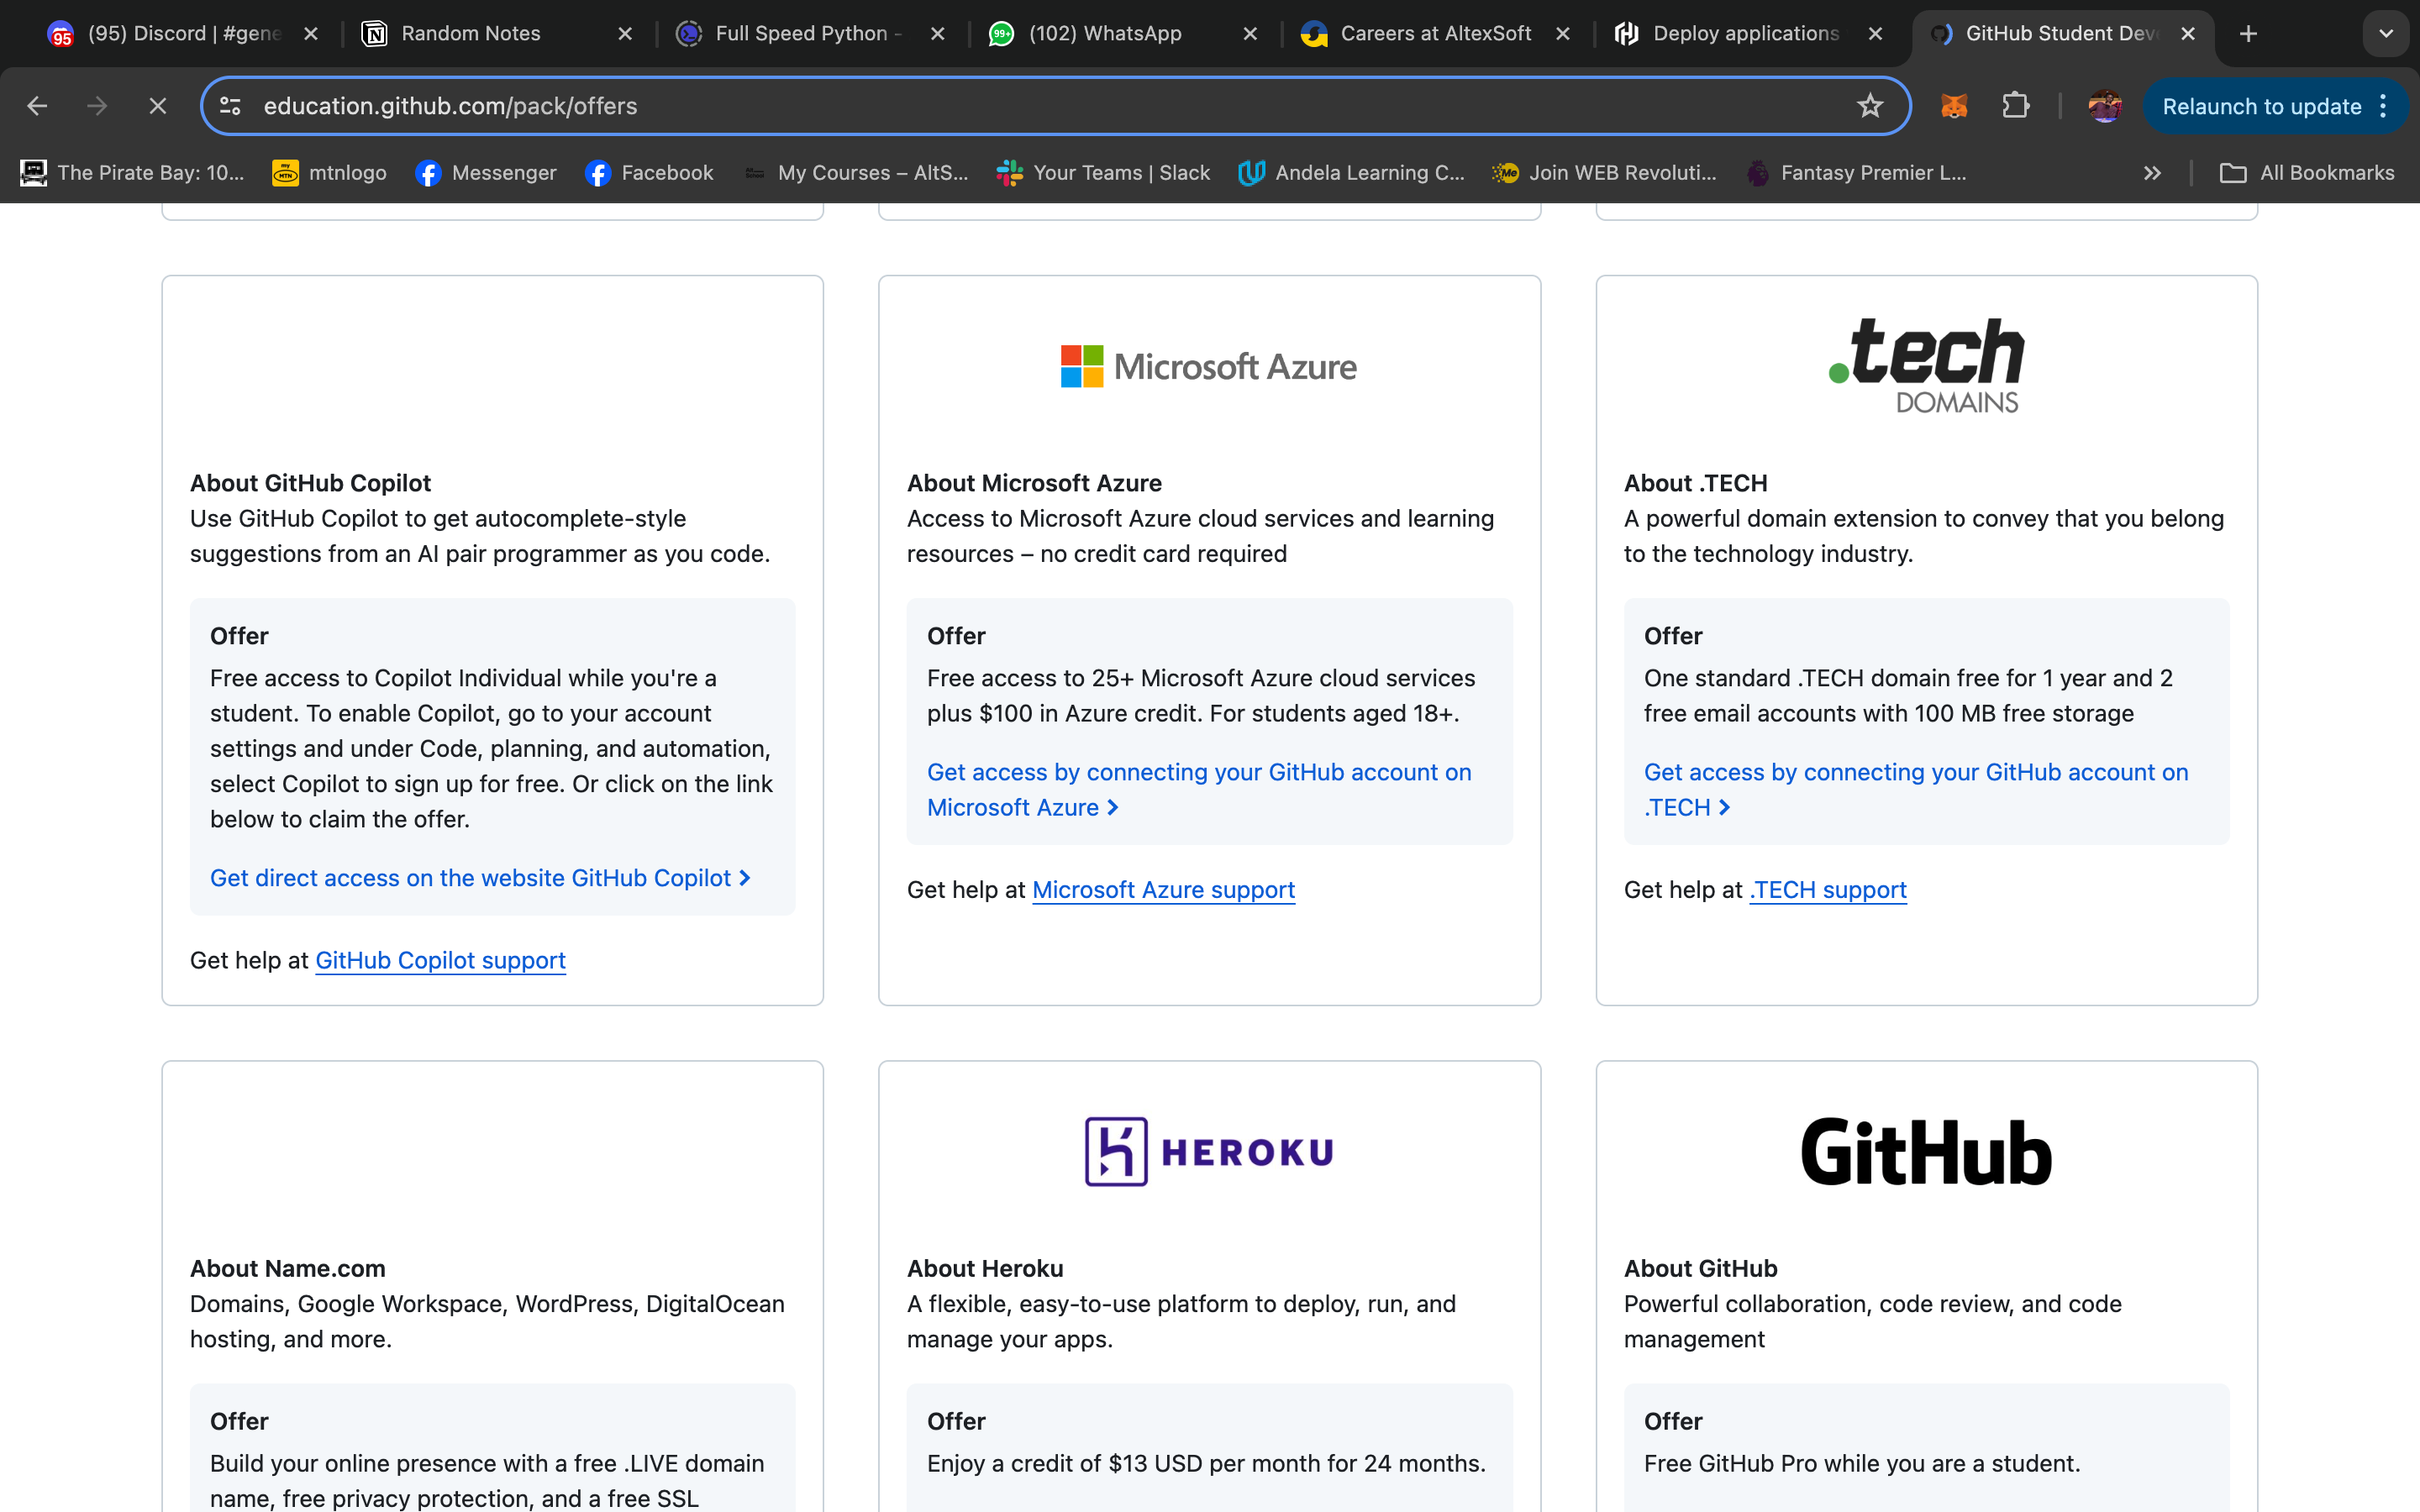 95
(95) Discord | #gene
Random Notes
Full Speed Python -
99+
(102) WhatsApp
Careers at AltexSoft
Deploy applications
GitHub Student Dev
education.github.com/pack/offers
Relaunch to update
The Pirate Bay: 10...
my
MTN
mtnlogo
Messenger
Facebook
My Courses – AltS...
Your Teams | Slack
Andela Learning C...
Me
Join WEB Revoluti...
Fantasy Premier L...
All Bookmarks
Microsoft Azure
.tech
DOMAINS
About GitHub Copilot
Use GitHub Copilot to get autocomplete-style
suggestions from an AI pair programmer as you code.
Offer
Free access to Copilot Individual while you're a
student. To enable Copilot, go to your account
settings and under Code, planning, and automation,
select Copilot to sign up for free. Or click on the link
below to claim the offer.
Get direct access on the website GitHub Copilot
Get help at GitHub Copilot support
About Microsoft Azure
Access to Microsoft Azure cloud services and learning
resources – no credit card required
Offer
Free access to 25+ Microsoft Azure cloud services
plus $100 in Azure credit. For students aged 18+.
Get access by connecting your GitHub account on
Microsoft Azure
Get help at Microsoft Azure support
About .TECH
A powerful domain extension to convey that you belong
to the technology industry.
Offer
One standard .TECH domain free for 1 year and 2
free email accounts with 100 MB free storage
Get access by connecting your GitHub account on
.TECH
Get help at .TECH support
About Name.com
Domains, Google Workspace, WordPress, DigitalOcean
hosting, and more.
Offer
Build your online presence with a free .LIVE domain
name, free privacy protection, and a free SSL
HEROKU
About Heroku
A flexible, easy-to-use platform to deploy, run, and
manage your apps.
Offer
Enjoy a credit of $13 USD per month for 24 months.
GitHub
About GitHub
Powerful collaboration, code review, and code
management
Offer
Free GitHub Pro while you are a student.